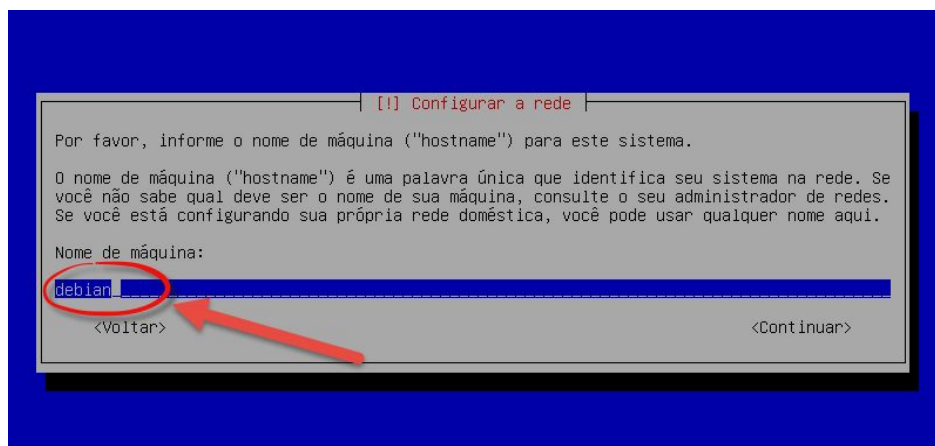 [!] Configurar a rede
Por favor, informe o nome de máquina ("hostname") para este sistema.
O nome de máquina ("hostname") é uma palavra única que identifica seu sistema na rede. Se
você não sabe qual deve ser o nome de sua máquina, consulte o seu administrador de redes.
Se você está configurando sua própria rede doméstica, você pode usar qualquer nome aqui.
Nome de máquina:
debian
<Voltar> <Continuar>